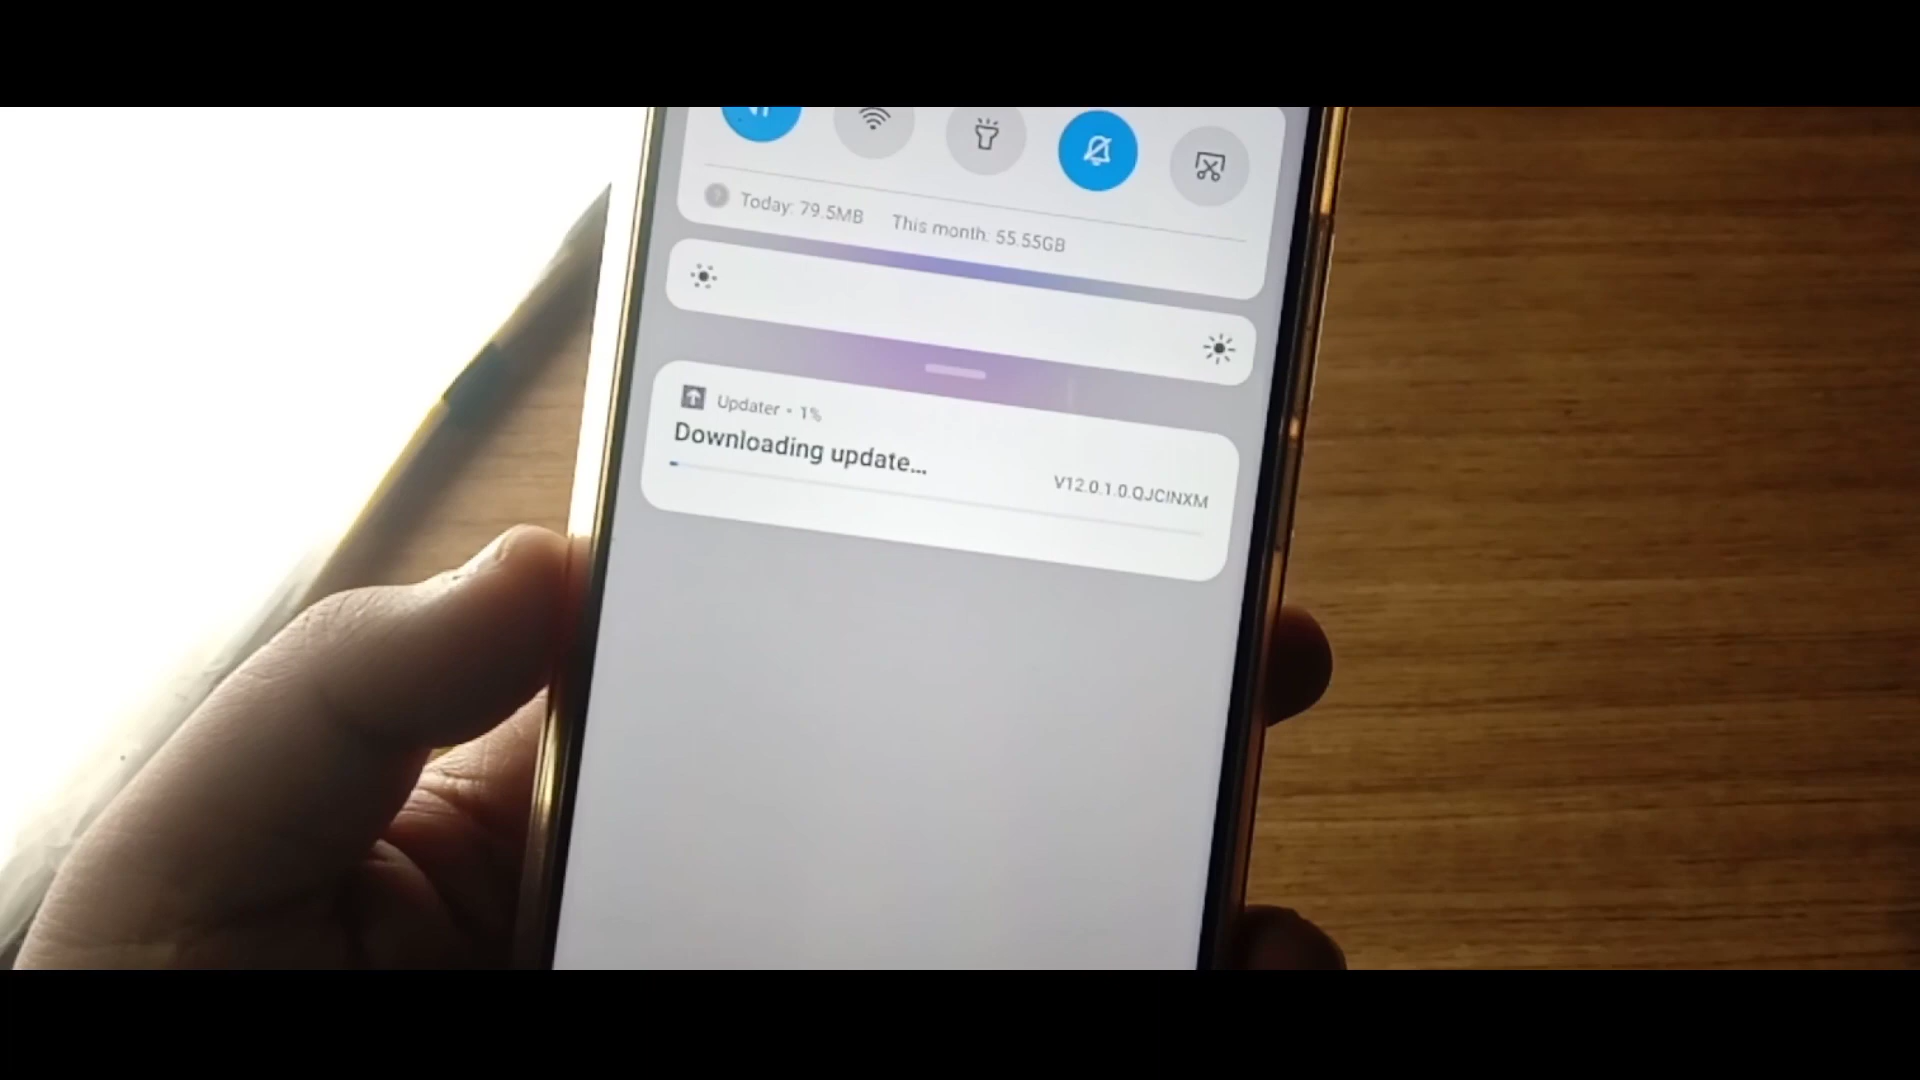 Today: 79.5MB This month: 55.55GB
Updater • 1%
Downloading update...
V12.0.1.0.QJCINXM